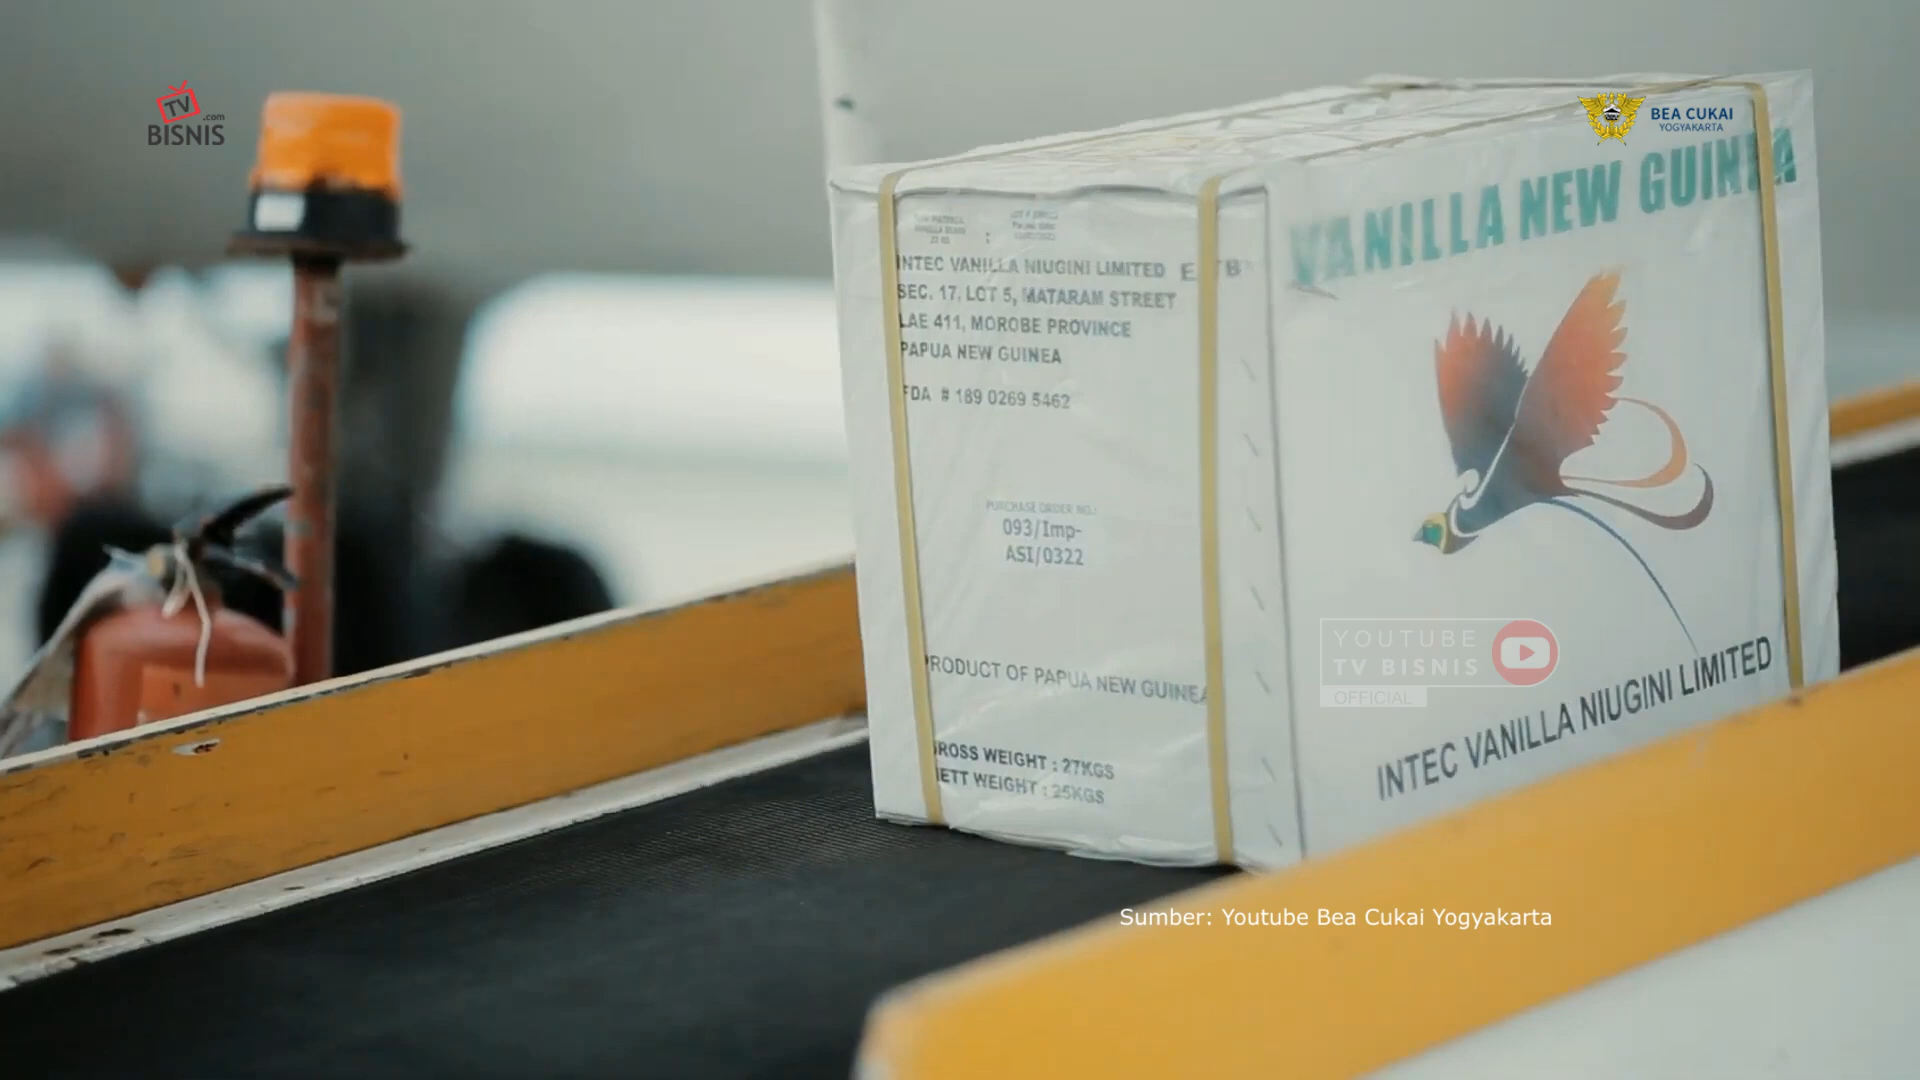 TV
.com
BISNIS
BEA CUKAI
YOGYAKARTA
VANILLA NEW GUINEA
INTEC VANILLA NIUGINI LIMITED
SEC. 17, LOT 5, MATARAM STREET
LAE 411, MOROBE PROVINCE
PAPUA NEW GUINEA
FDA # 189 0269 5462
PURCHASE ORDER NO.:
093/Imp-
ASI/0322
PRODUCT OF PAPUA NEW GUINEA
GROSS WEIGHT : 27KGS
NETT WEIGHT : 25KGS
YOUTUBE
TV BISNIS
OFFICIAL
INTEC VANILLA NIUGINI LIMITED
Sumber: Youtube Bea Cukai Yogyakarta